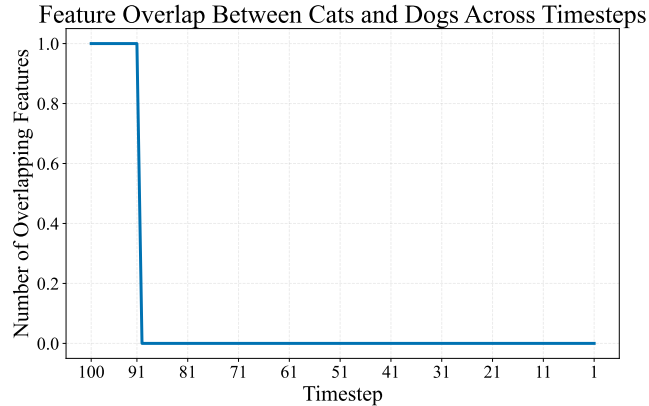 Feature Overlap Between Cats and Dogs Across Timesteps
Number of Overlapping Features
1.0
0.8
0.6
0.4
0.2
0.0
100 91 81 71 61 51 41 31 21 11 1
Timestep